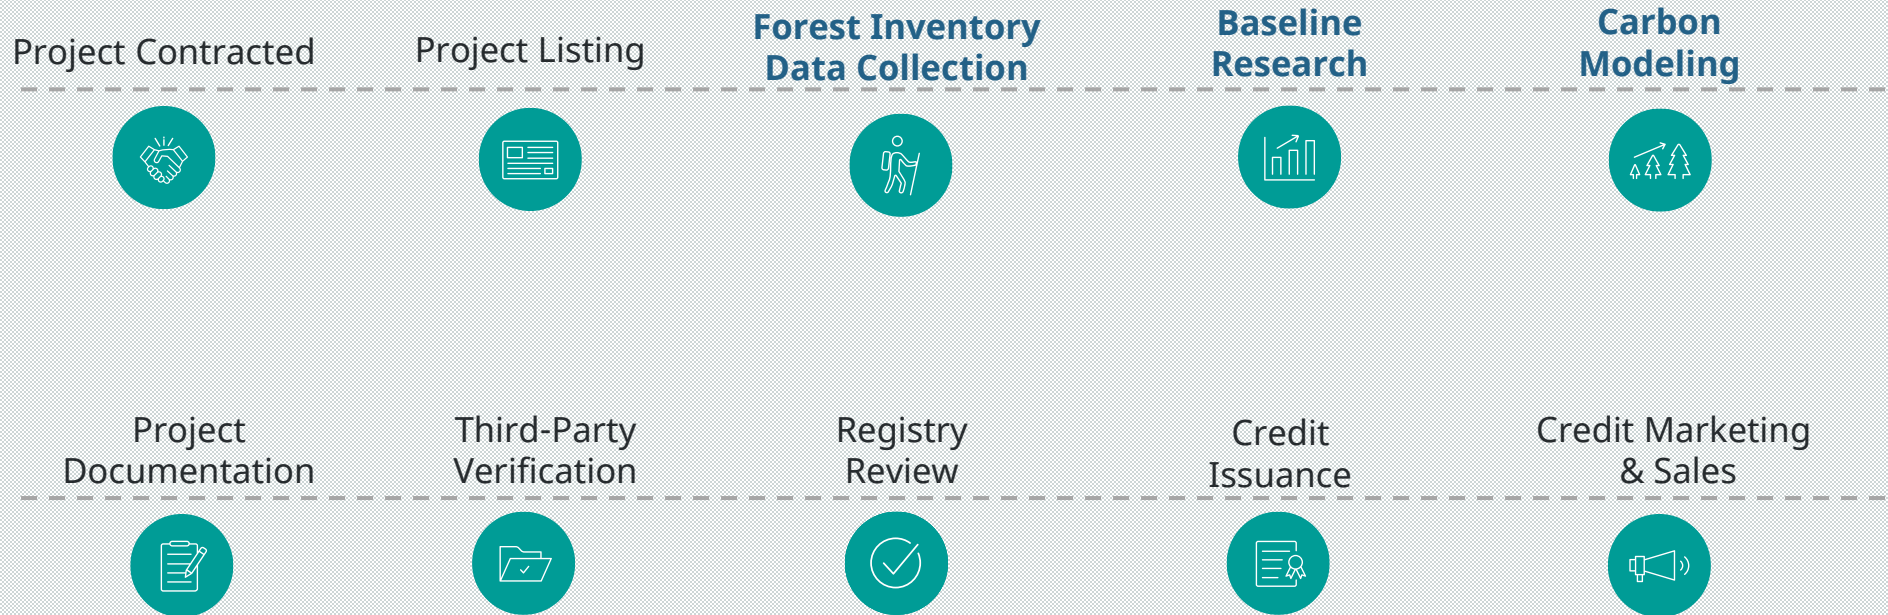 Project Contracted
Project Listing
Forest Inventory
Data Collection
Baseline
Research
Carbon
Modeling
Project
Documentation
Third-Party
Verification
Registry
Review
Credit
Issuance
Credit Marketing
& Sales